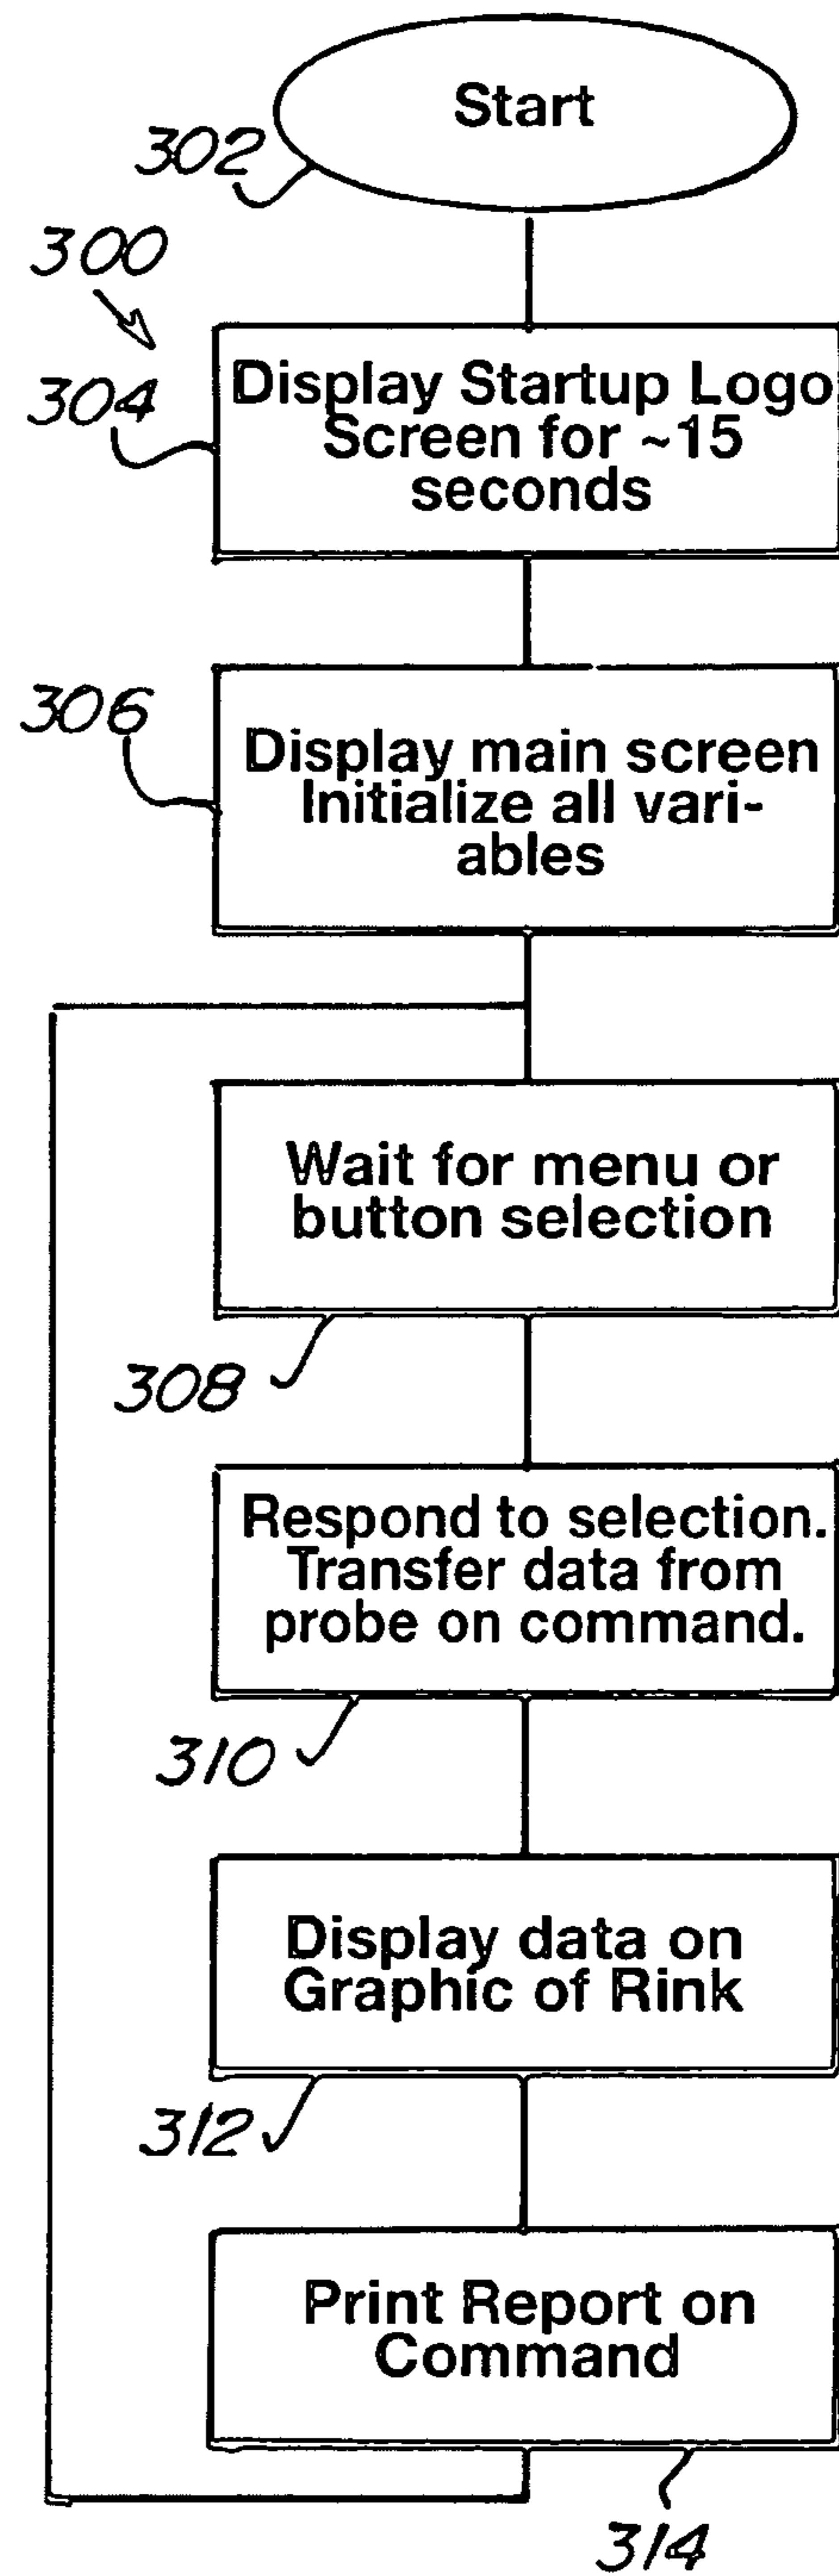 Start
302
300
304
Display Startup Logo
Screen for ~15
seconds
306
Display main screen
Initialize all vari-
ables
Wait for menu or
button selection
308
Respond to selection.
Transfer data from
probe on command.
310
Display data on
Graphic of Rink
312
Print Report on
Command
314